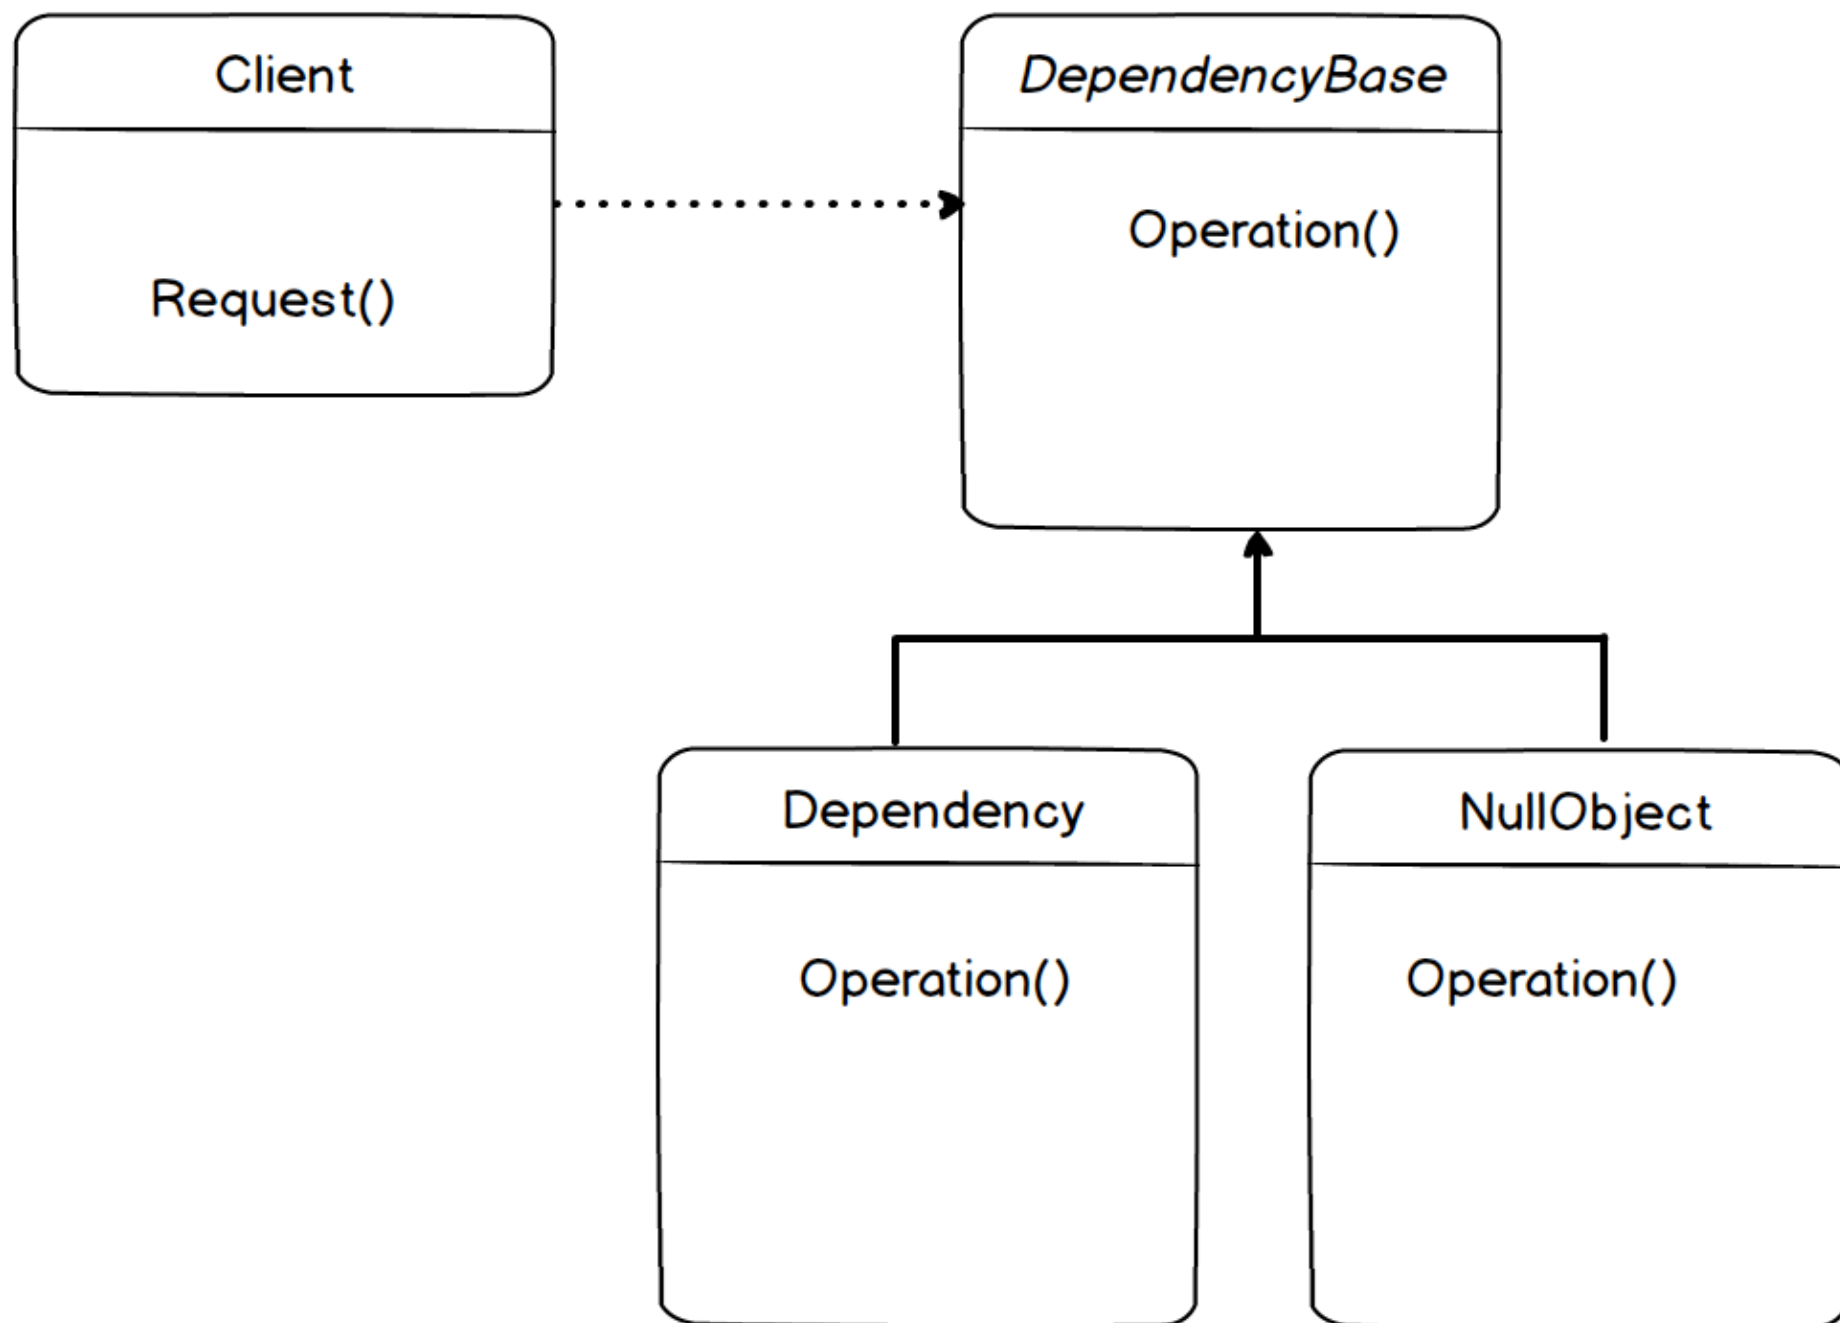 Client
Request()
DependencyBase
Operation()
Dependency
Operation()
NullObject
Operation()